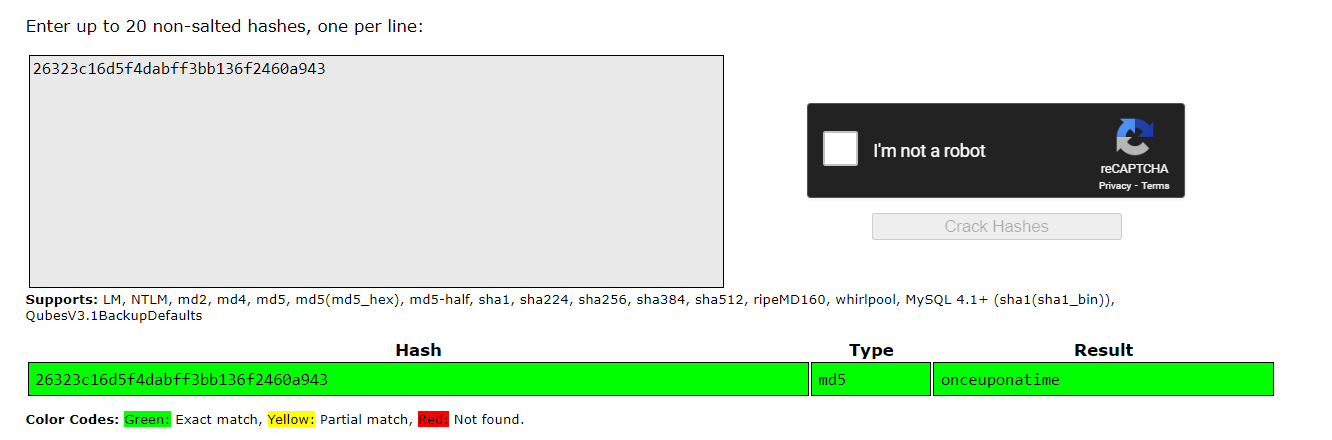 Enter up to 20 non-salted hashes, one per line:
26323c16d5f4dabff3bb136f2460a943
I'm not a robot
reCAPTCHA
Privacy - Terms
Crack Hashes
Supports: LM, NTLM, md2, md4, md5, md5(md5_hex), md5-half, sha1, sha224, sha256, sha384, sha512, ripeMD160, whirlpool, MySQL 4.1+ (sha1(sha1_bin)),
QubesV3.1BackupDefaults
Hash Type Result
26323c16d5f4dabff3bb136f2460a943 md5 onceuponatime
Color Codes: Green: Exact match, Yellow: Partial match, Red: Not found.